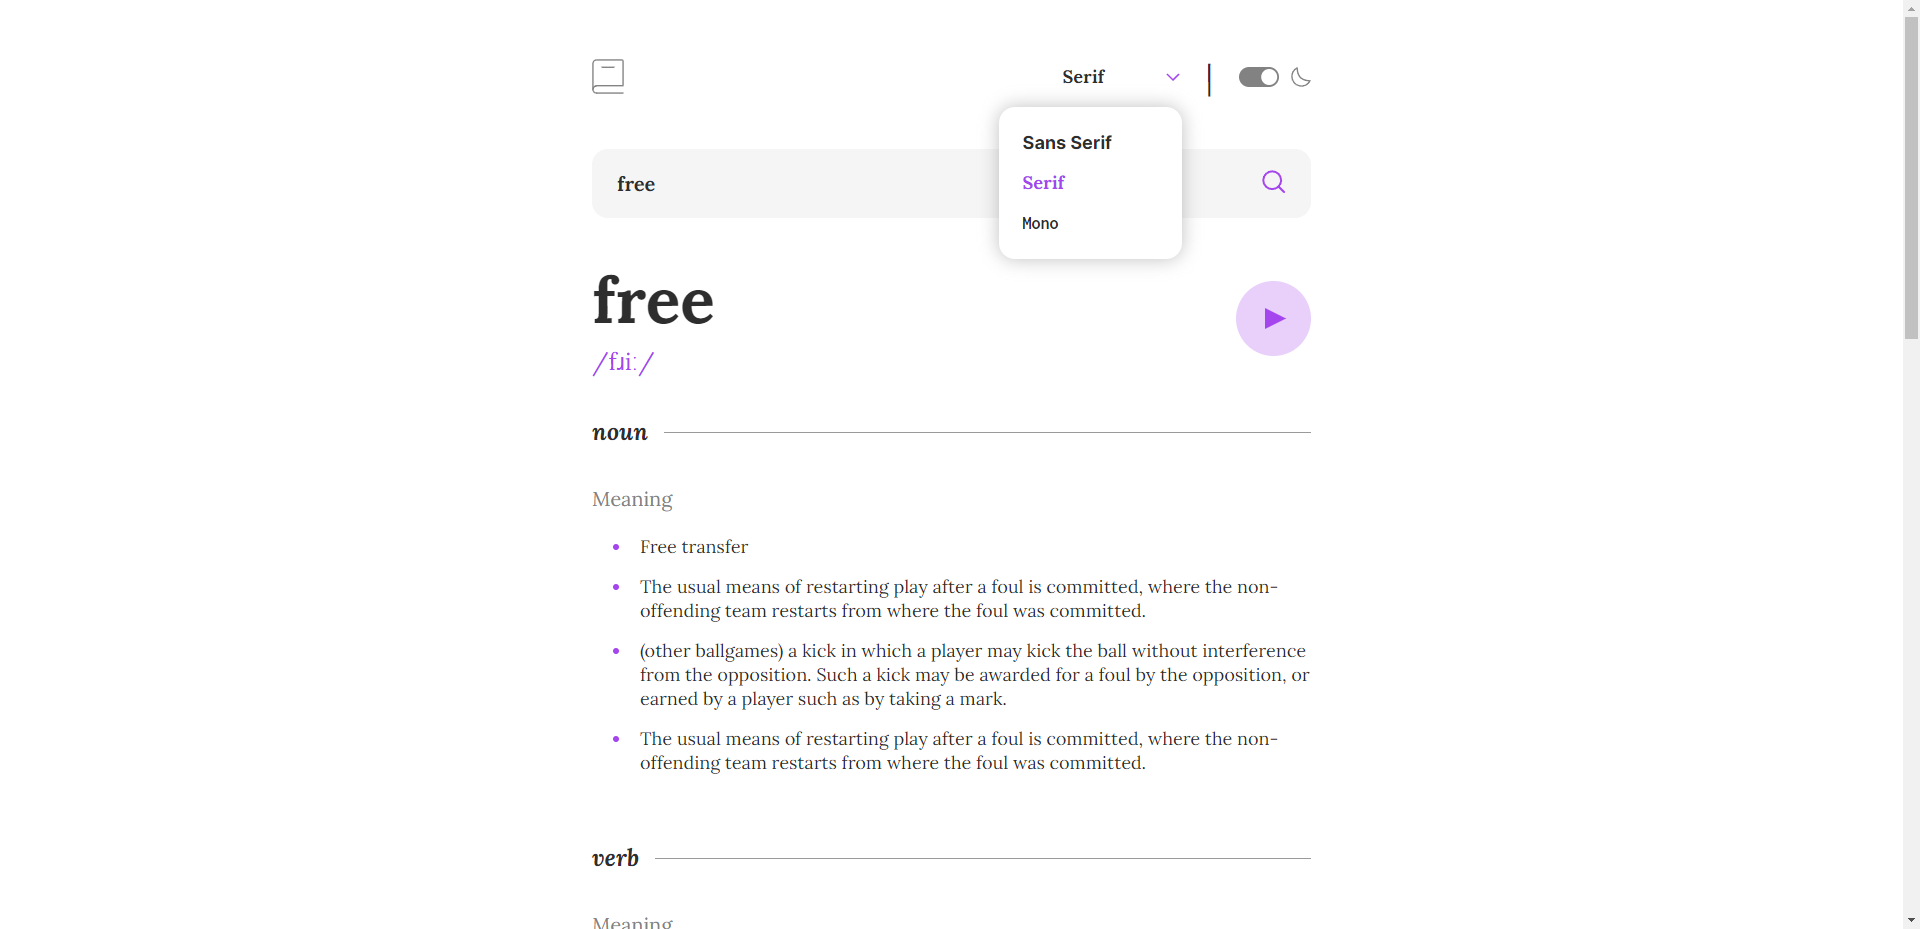 Serif
Sans Serif
Serif
Mono
free
free
/fɹiː/
noun
Meaning
Free transfer
The usual means of restarting play after a foul is committed, where the non-
offending team restarts from where the foul was committed.
(other ballgames) a kick in which a player may kick the ball without interference
from the opposition. Such a kick may be awarded for a foul by the opposition, or
earned by a player such as by taking a mark.
The usual means of restarting play after a foul is committed, where the non-
offending team restarts from where the foul was committed.
verb
Meaning